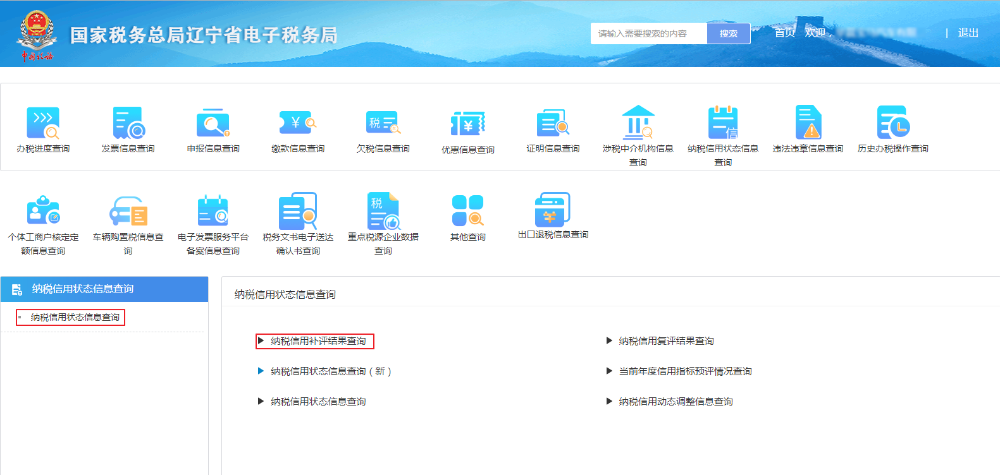 国家税务总局辽宁省电子税务局
请输入需要搜索的内容 搜索 首页 欢迎， | 退出
中国税务
税 信 税
办税进度查询 发票信息查询 申报信息查询 缴款信息查询 欠税信息查询 优惠信息查询 证明信息查询 涉税中介机构信息 纳税信用状态信息 违法违章信息查询 历史办税操作查询
查询 查询
个体工商户核定定 车辆购置税信息查 电子发票服务平台 税务文书电子送达 重点税源企业数据 其他查询 出口退税信息查询
额信息查询 询 备案信息查询 确认书查询 查询
纳税信用状态信息查询
纳税信用状态信息查询
纳税信用状态信息查询
纳税信用补评结果查询 纳税信用复评结果查询
纳税信用状态信息查询（新） 当前年度信用指标预评情况查询
纳税信用状态信息查询 纳税信用动态调整信息查询